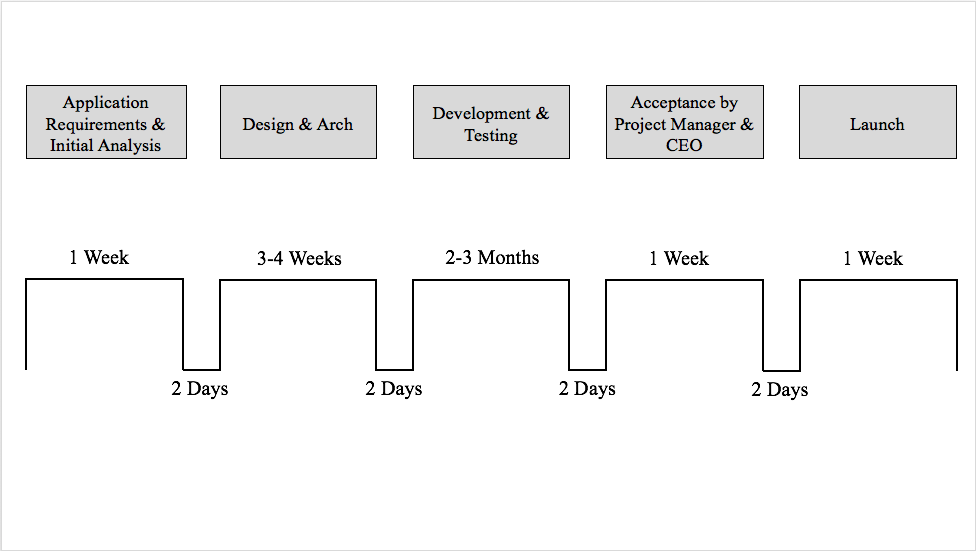 Application
Requirements &
Initial Analysis
Design & Arch
Development &
Testing
Acceptance by
Project Manager &
CEO
Launch
1 Week
3-4 Weeks
2-3 Months
1 Week
1 Week
2 Days
2 Days
2 Days
2 Days